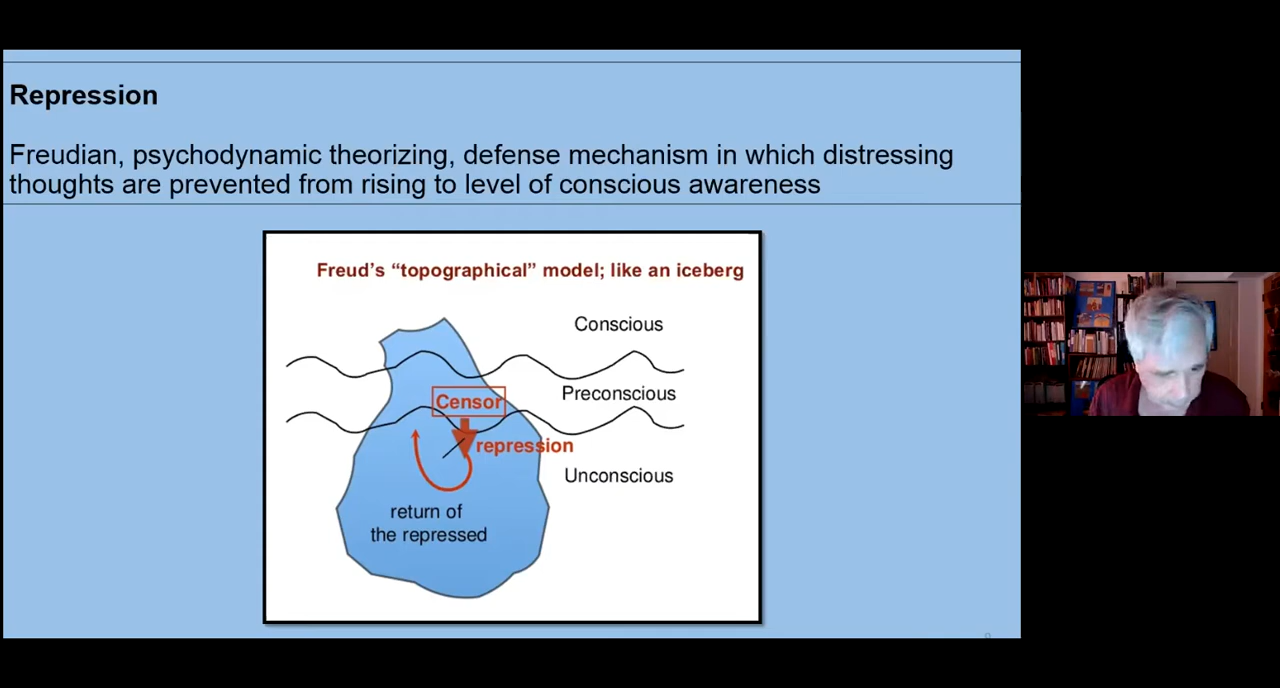 Repression
Freudian, psychodynamic theorizing, defense mechanism in which distressing
thoughts are prevented from rising to level of conscious awareness
Freud's “topographical” model; like an iceberg
Conscious
Preconscious
Censor
repression
Unconscious
return of
the repressed